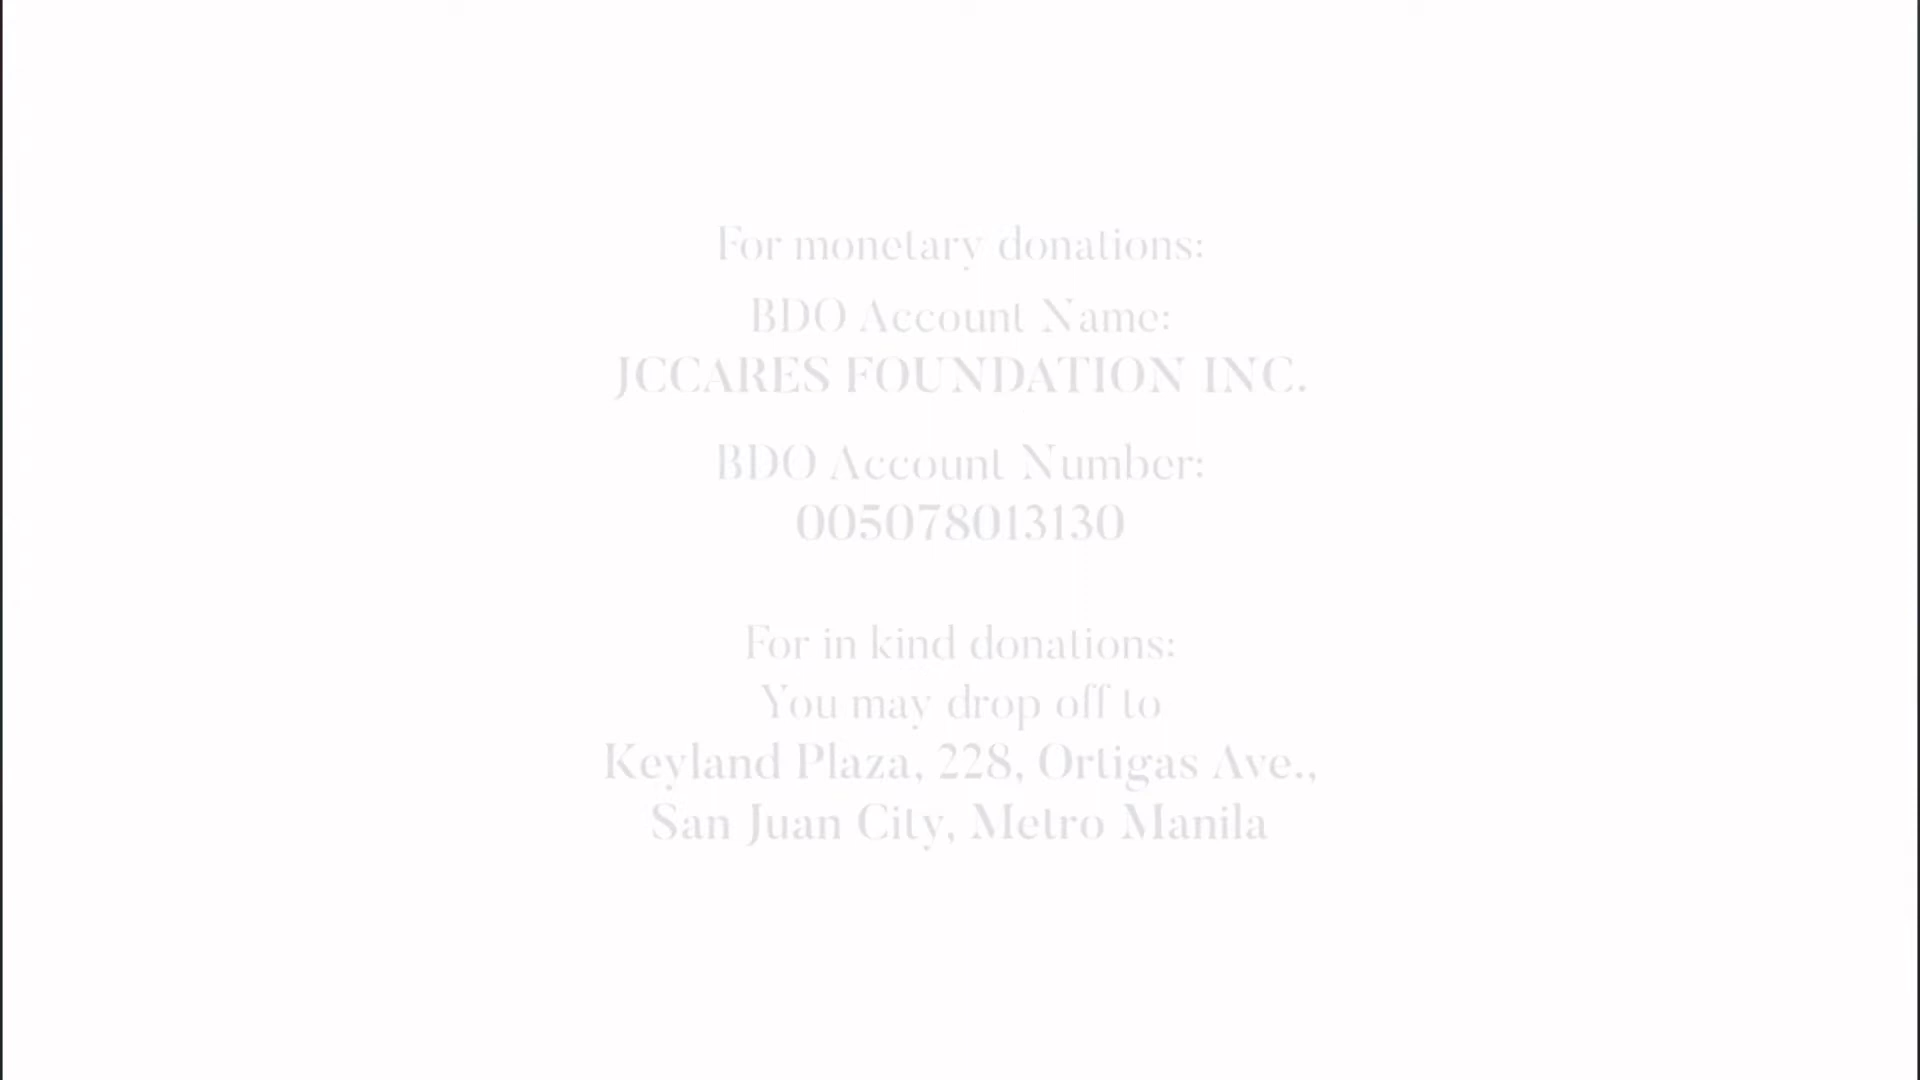 For monetary donations:
BDO Account Name:
JCCARES FOUNDATION INC.
BDO Account Number:
005078013130
For in kind donations:
You may drop off to
Keyland Plaza, 228, Ortigas Ave.,
San Juan City, Metro Manila